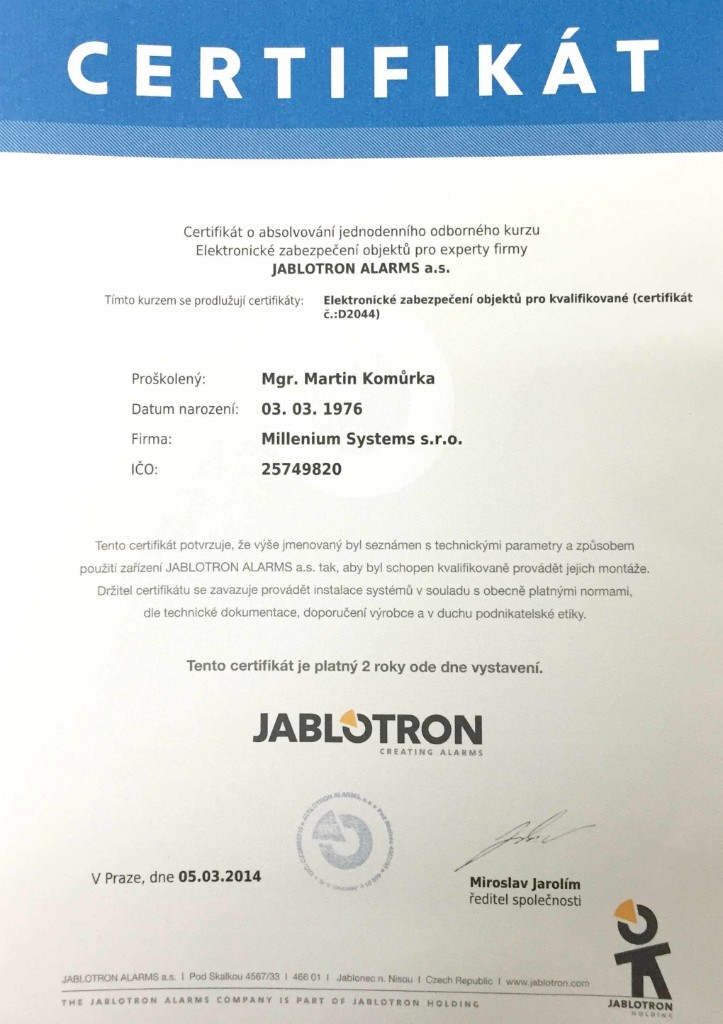 CERTIFIKÁT
Certifikát o absolvování jednodenního odborného kurzu
Elektronické zabezpečení objektů pro experty firmy
JABLOTRON ALARMS a.s.
Tímto kurzem se prodlužují certifikáty: Elektronické zabezpečení objektů pro kvalifikované (certifikát
č.:D2044)
Proškolený: Mgr. Martin Komůrka
Datum narození: 03. 03. 1976
Firma: Millenium Systems s.r.o.
IČO: 25749820
Tento certifikát potvrzuje, že výše jmenovaný byl seznámen s technickými parametry a způsobem
použití zařízení JABLOTRON ALARMS a.s. tak, aby byl schopen kvalifikovaně provádět jejich montáže.
Držitel certifikátu se zavazuje provádět instalace systémů v souladu s obecně platnými normami,
dle technické dokumentace, doporučení výrobce a v duchu podnikatelské etiky.
Tento certifikát je platný 2 roky ode dne vystavení.
JABLOTRON
CREATING ALARMS
JABLOTRON ALARMS a.s.
V Praze, dne 05.03.2014
Miroslav Jarolím
ředitel společnosti
JABLOTRON ALARMS a.s. I Pod Skalkou 4567/33 I 466 01 I Jablonec n. Nisou I Czech Republic I www.jablotron.com
THE JABLOTRON ALARMS COMPANY IS PART OF JABLOTRON HOLDING
JABLOTRON
HOLDING